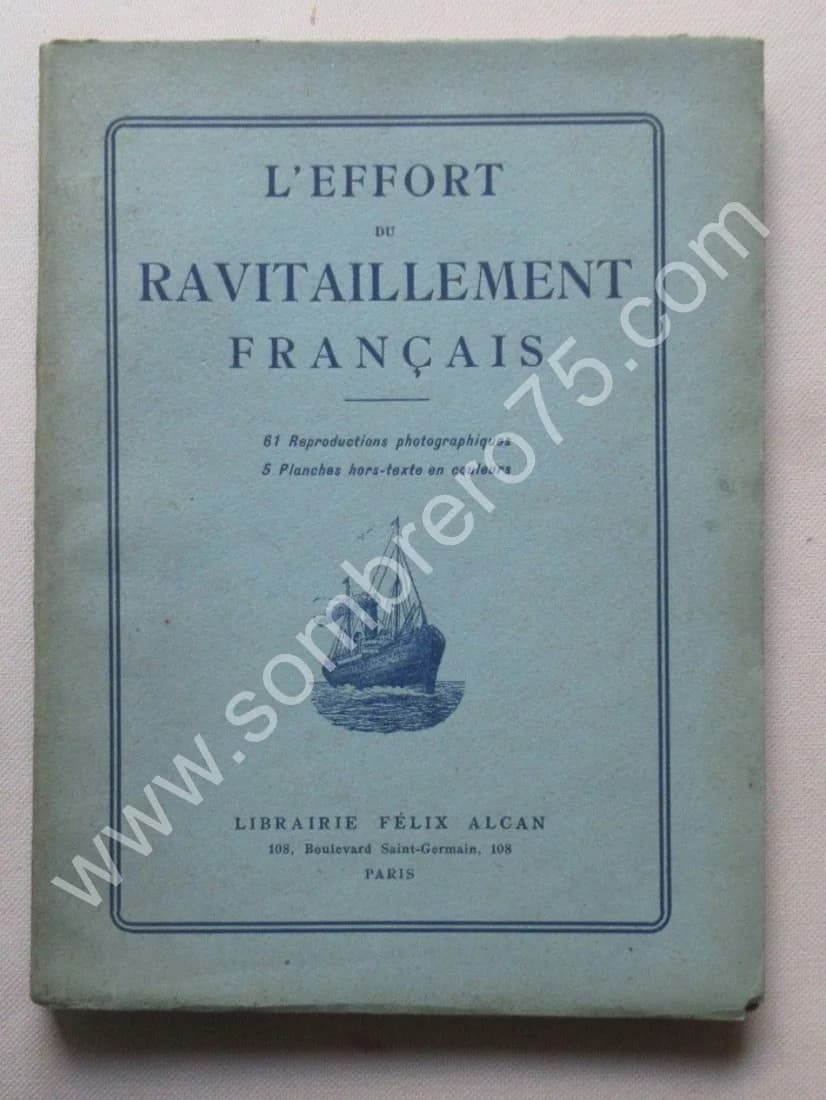 L'EFFORT
DU
RAVITAILLEMENT
FRANÇAIS
61 Reproductions photographiques
5 Planches hors-texte en couleurs
LIBRAIRIE FÉLIX ALCAN
108, Boulevard Saint-Germain, 108
PARIS
www.sombrero75.com